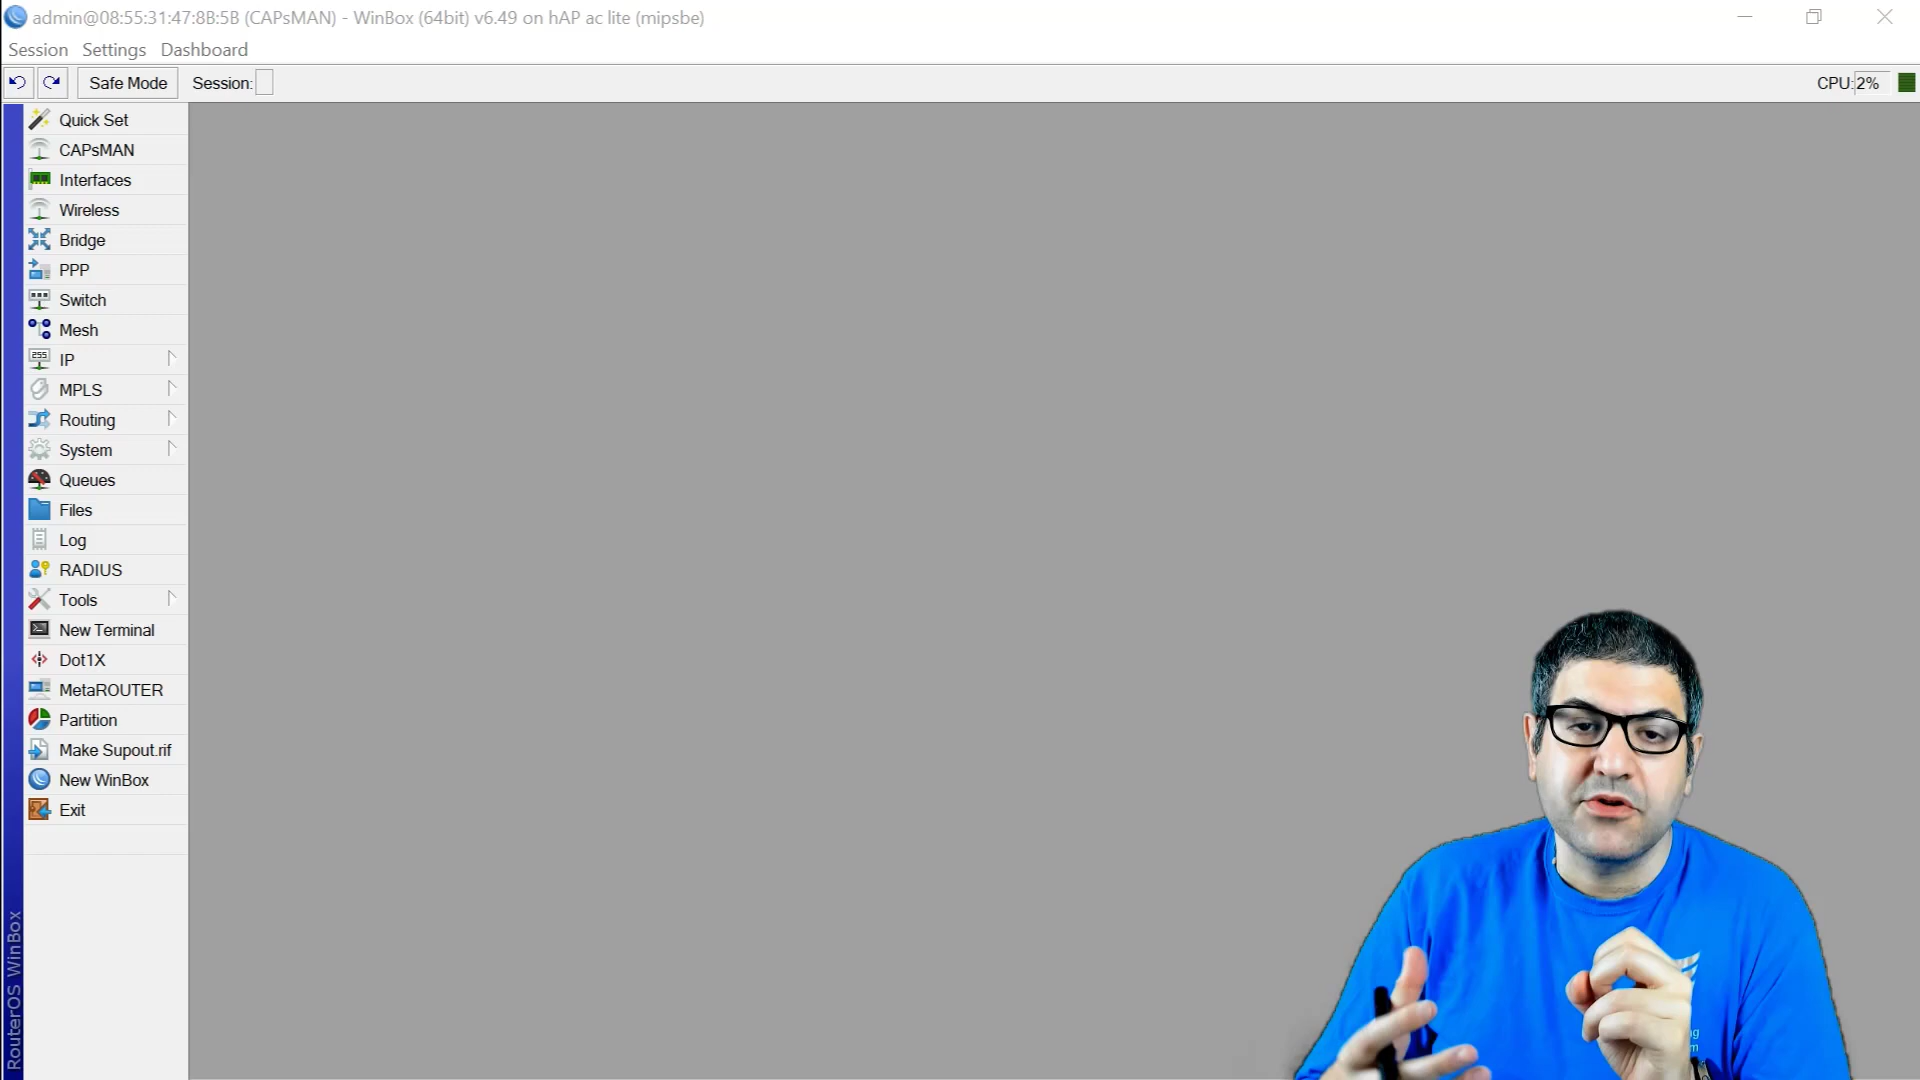 admin@08:55:31:47:8B:5B (CAPsMAN) - WinBox (64bit) v6.49 on hAP ac lite (mipsbe)
Session Settings Dashboard
Safe Mode Session: CPU: 2%
Quick Set
CAPsMAN
Interfaces
Wireless
Bridge
PPP
Switch
Mesh
255 IP
MPLS
Routing
System
Queues
Files
Log
RADIUS
Tools
New Terminal
Dot1X
MetaROUTER
Partition
Make Supout.rif
New WinBox
Exit
RouterOS WinBox